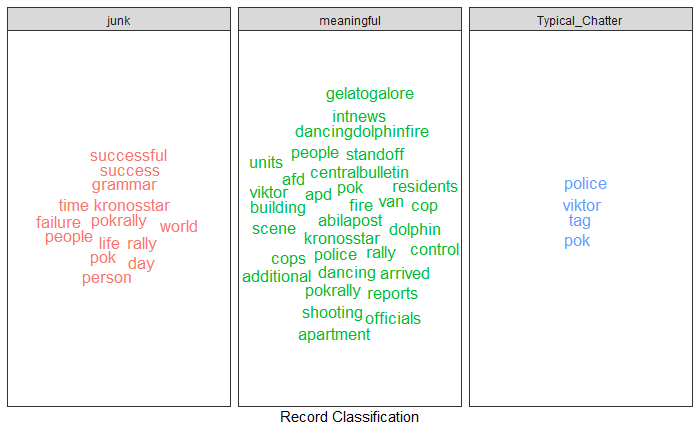 junk
meaningful
Typical_Chatter
successful
success
grammar
time kronosstar
failure pokrally world
people life rally
pok day
person
gelatogalore
intnews
dancingdolphinfire
people standoff
units centralbulletin
afd
viktor apd pok residents
building fire van cop
scene abilapost dolphin
kronosstar
cops police rally control
additional dancing arrived
pokrally reports
shooting officials
apartment
police
viktor
tag
pok
Record Classification